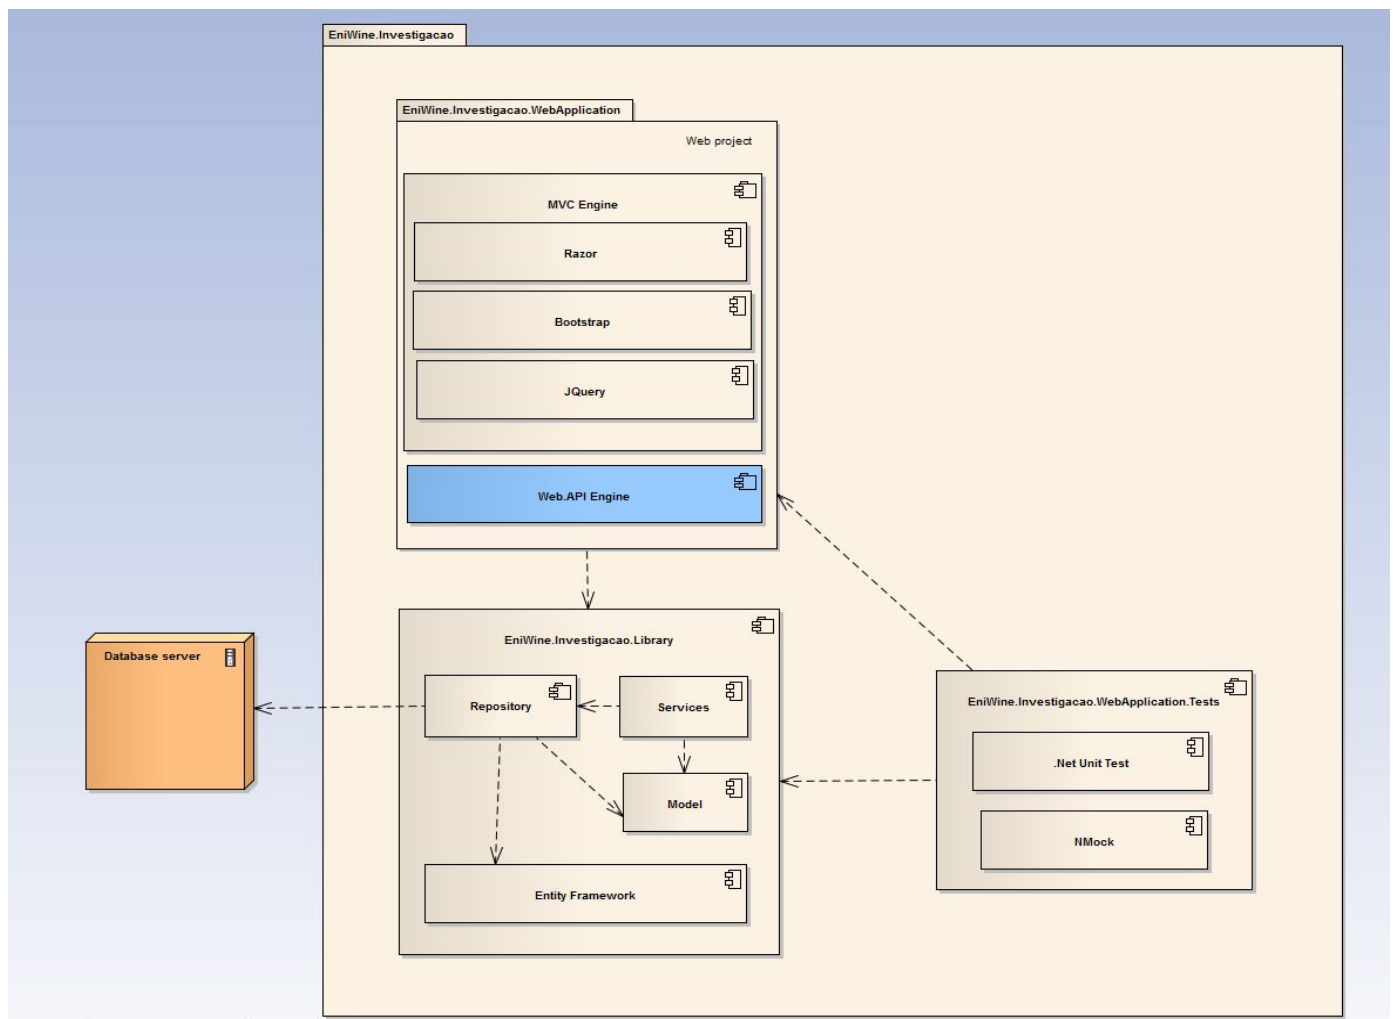 EniWine.Investigacao
EniWine.Investigacao.WebApplication
Web project
MVC Engine
Razor
Bootstrap
JQuery
Web.API Engine
EniWine.Investigacao.Library
Database server
Repository
Services
Model
Entity Framework
EniWine.Investigacao.WebApplication.Tests
.Net Unit Test
NMock